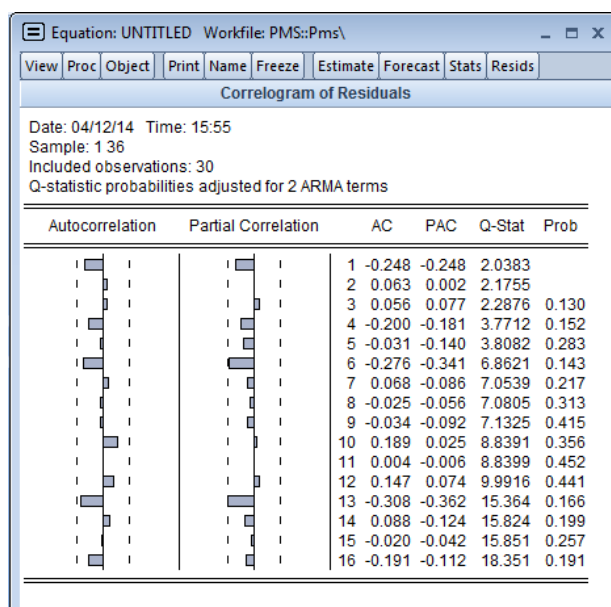 Equation: UNTITLED Workfile: PMS::Pms\
View Proc Object Print Name Freeze Estimate Forecast Stats Resids
Correlogram of Residuals
Date: 04/12/14 Time: 15:55
Sample: 1 36
Included observations: 30
Q-statistic probabilities adjusted for 2 ARMA terms
Autocorrelation Partial Correlation AC PAC Q-Stat Prob
1 -0.248 -0.248 2.0383
2 0.063 0.002 2.1755
3 0.056 0.077 2.2876 0.130
4 -0.200 -0.181 3.7712 0.152
5 -0.031 -0.140 3.8082 0.283
6 -0.276 -0.341 6.8621 0.143
7 0.068 -0.086 7.0539 0.217
8 -0.025 -0.056 7.0805 0.313
9 -0.034 -0.092 7.1325 0.415
10 0.189 0.025 8.8391 0.356
11 0.004 -0.006 8.8399 0.452
12 0.147 0.074 9.9916 0.441
13 -0.308 -0.362 15.364 0.166
14 0.088 -0.124 15.824 0.199
15 -0.020 -0.042 15.851 0.257
16 -0.191 -0.112 18.351 0.191